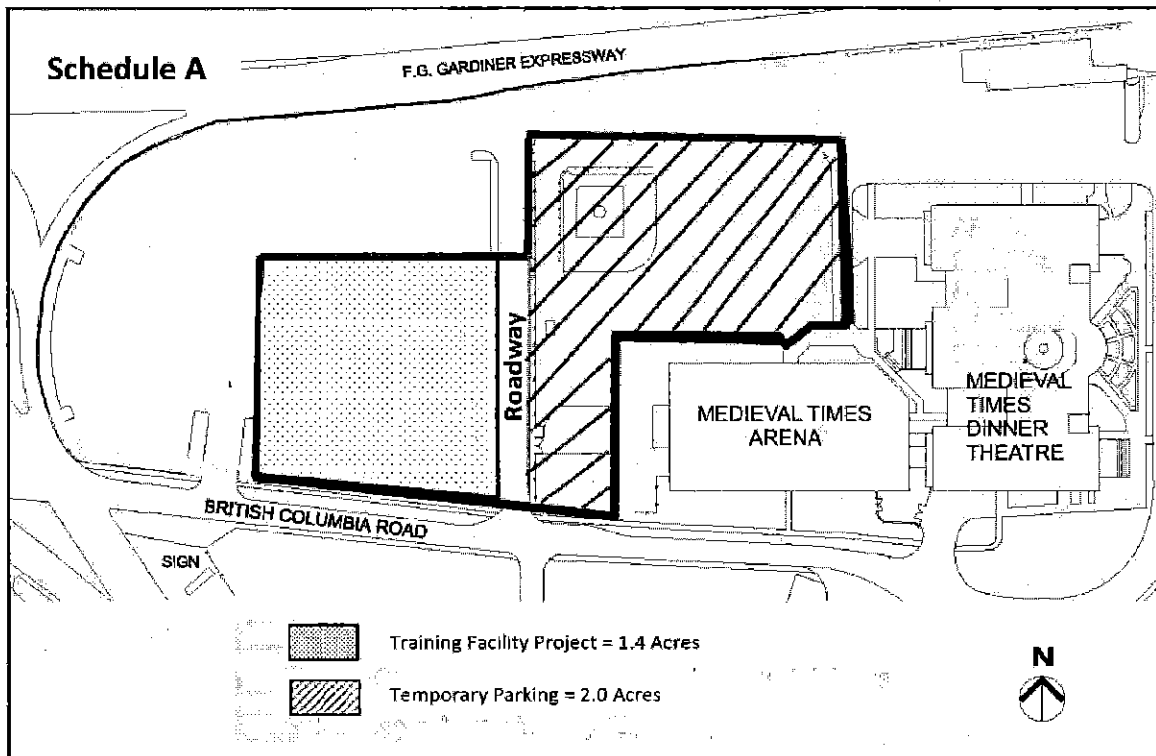 Schedule A
F.G. GARDINER EXPRESSWAY
Roadway
MEDIEVAL TIMES
ARENA
MEDIEVAL
TIMES
DINNER
THEATRE
BRITISH COLUMBIA ROAD
SIGN
Training Facility Project = 1.4 Acres
Temporary Parking = 2.0 Acres
N